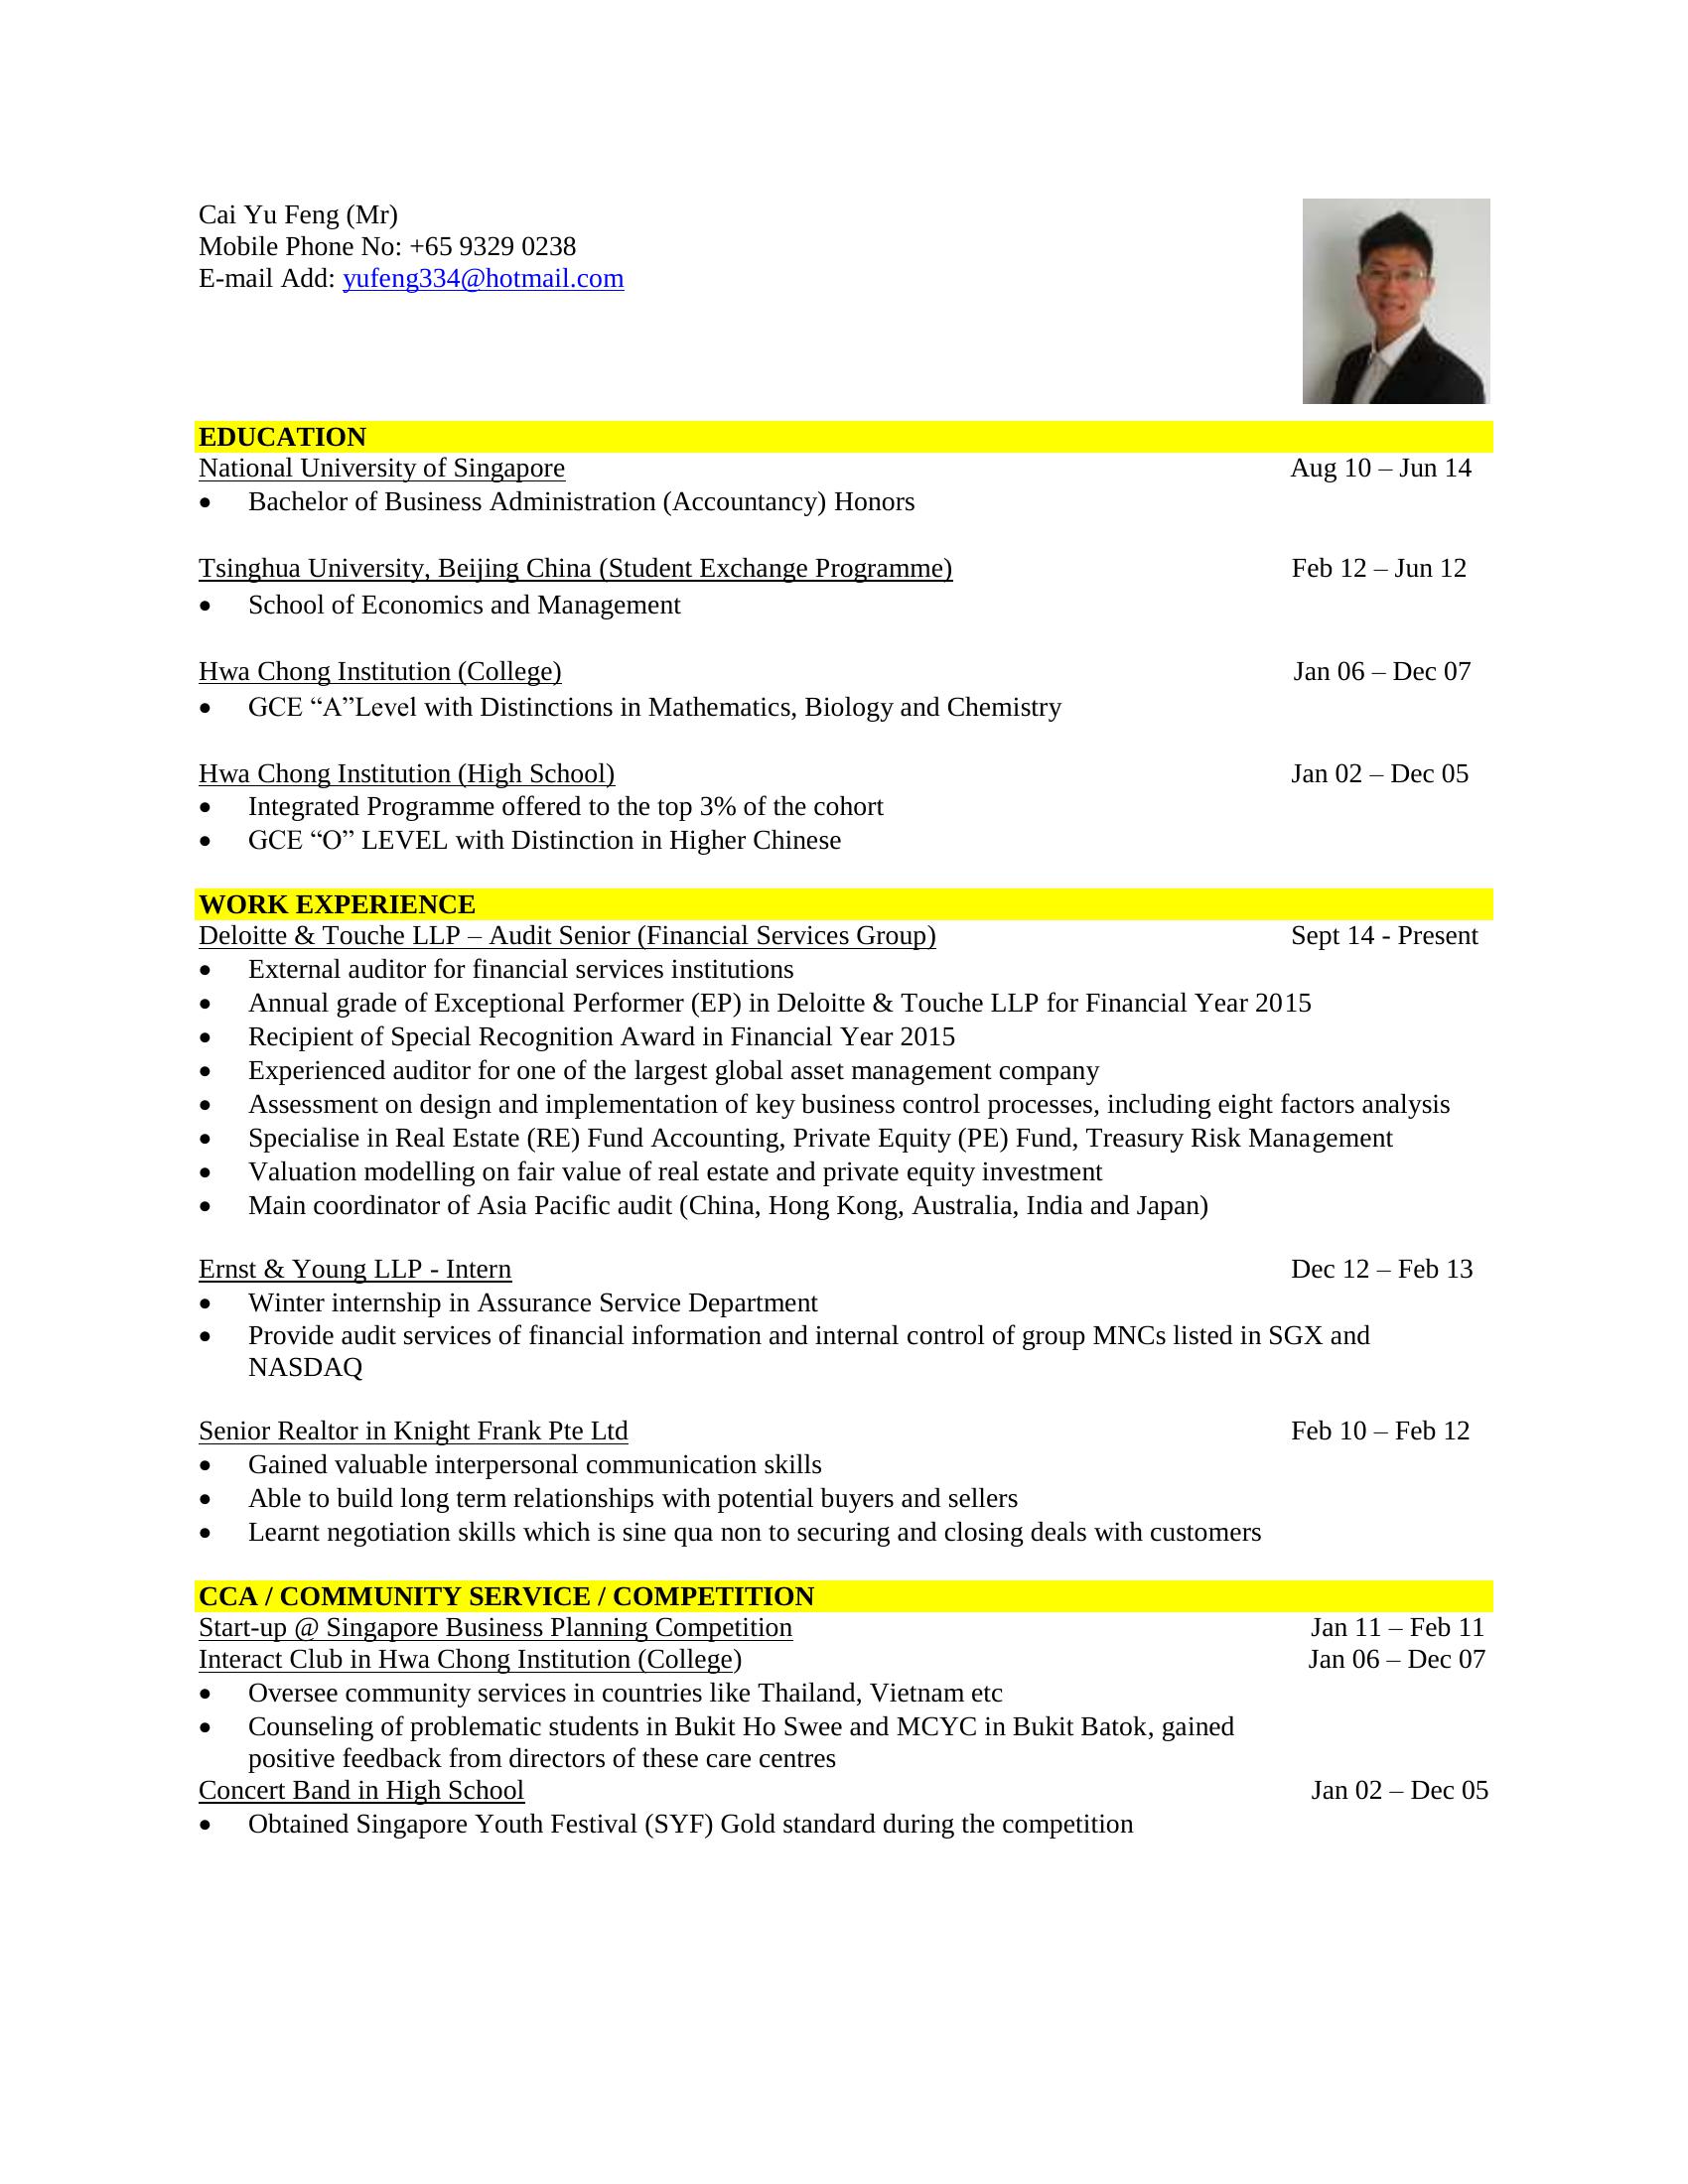 Cai Yu Feng (Mr)
Mobile Phone No: +65 9329 0238
E-mail Add: yufeng334@hotmail.com
EDUCATION
National University of Singapore Aug 10 – Jun 14
• Bachelor of Business Administration (Accountancy) Honors
Tsinghua University, Beijing China (Student Exchange Programme) Feb 12 – Jun 12
• School of Economics and Management
Hwa Chong Institution (College) Jan 06 – Dec 07
• GCE “A”Level with Distinctions in Mathematics, Biology and Chemistry
Hwa Chong Institution (High School) Jan 02 – Dec 05
• Integrated Programme offered to the top 3% of the cohort
• GCE “O” LEVEL with Distinction in Higher Chinese
WORK EXPERIENCE
Deloitte & Touche LLP – Audit Senior (Financial Services Group) Sept 14 - Present
• External auditor for financial services institutions
• Annual grade of Exceptional Performer (EP) in Deloitte & Touche LLP for Financial Year 2015
• Recipient of Special Recognition Award in Financial Year 2015
• Experienced auditor for one of the largest global asset management company
• Assessment on design and implementation of key business control processes, including eight factors analysis
• Specialise in Real Estate (RE) Fund Accounting, Private Equity (PE) Fund, Treasury Risk Management
• Valuation modelling on fair value of real estate and private equity investment
• Main coordinator of Asia Pacific audit (China, Hong Kong, Australia, India and Japan)
Ernst & Young LLP - Intern Dec 12 – Feb 13
• Winter internship in Assurance Service Department
• Provide audit services of financial information and internal control of group MNCs listed in SGX and
NASDAQ
Senior Realtor in Knight Frank Pte Ltd Feb 10 – Feb 12
• Gained valuable interpersonal communication skills
• Able to build long term relationships with potential buyers and sellers
• Learnt negotiation skills which is sine qua non to securing and closing deals with customers
CCA / COMMUNITY SERVICE / COMPETITION
Start-up @ Singapore Business Planning Competition Jan 11 – Feb 11
Interact Club in Hwa Chong Institution (College) Jan 06 – Dec 07
• Oversee community services in countries like Thailand, Vietnam etc
• Counseling of problematic students in Bukit Ho Swee and MCYC in Bukit Batok, gained
positive feedback from directors of these care centres
Concert Band in High School Jan 02 – Dec 05
• Obtained Singapore Youth Festival (SYF) Gold standard during the competition